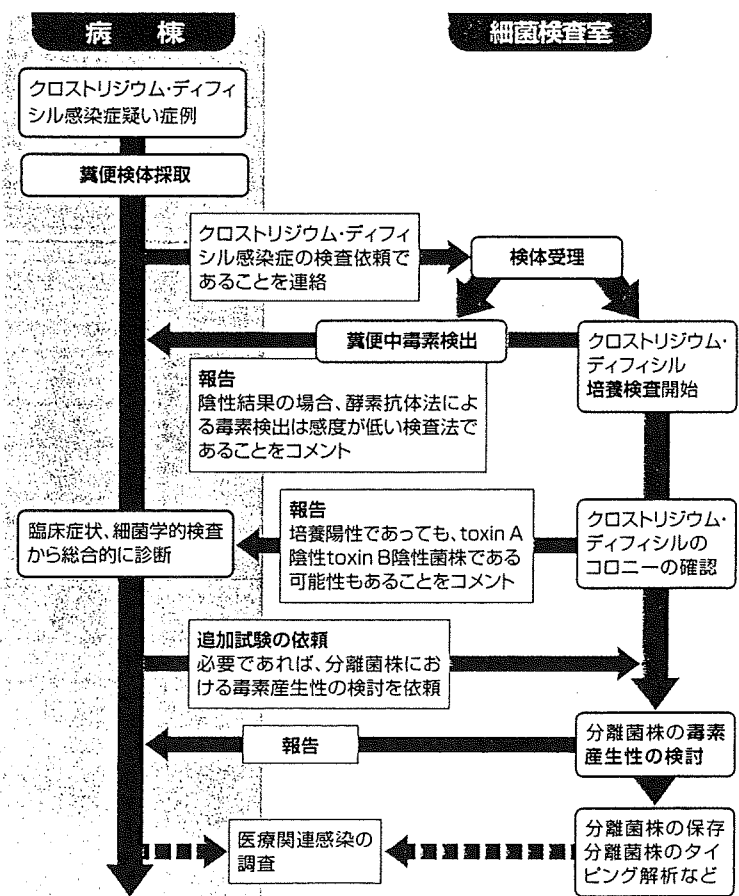 病棟
細菌検査室
クロストリジウム・ディフィ
シル感染症疑い症例
糞便検体採取
クロストリジウム・ディフィ
シル感染症の検査依頼で
あることを連絡
検体受理
糞便中毒素検出
クロストリジウム・
ディフィシル
培養検査開始
報告
陰性結果の場合、酵素抗体法によ
る毒素検出は感度が低い検査法で
あることをコメント
臨床症状、細菌学的検査
から総合的に診断
報告
培養陽性であっても、toxin A
陰性toxin B陰性菌株である
可能性もあることをコメント
クロストリジウム・
ディフィシルの
コロニーの確認
追加試験の依頼
必要であれば、分離菌株にお
ける毒素産生性の検討を依頼
報告
分離菌株の毒素
産生性の検討
医療関連感染の
調査
分離菌株の保存
分離菌株のタイ
ピング解析など